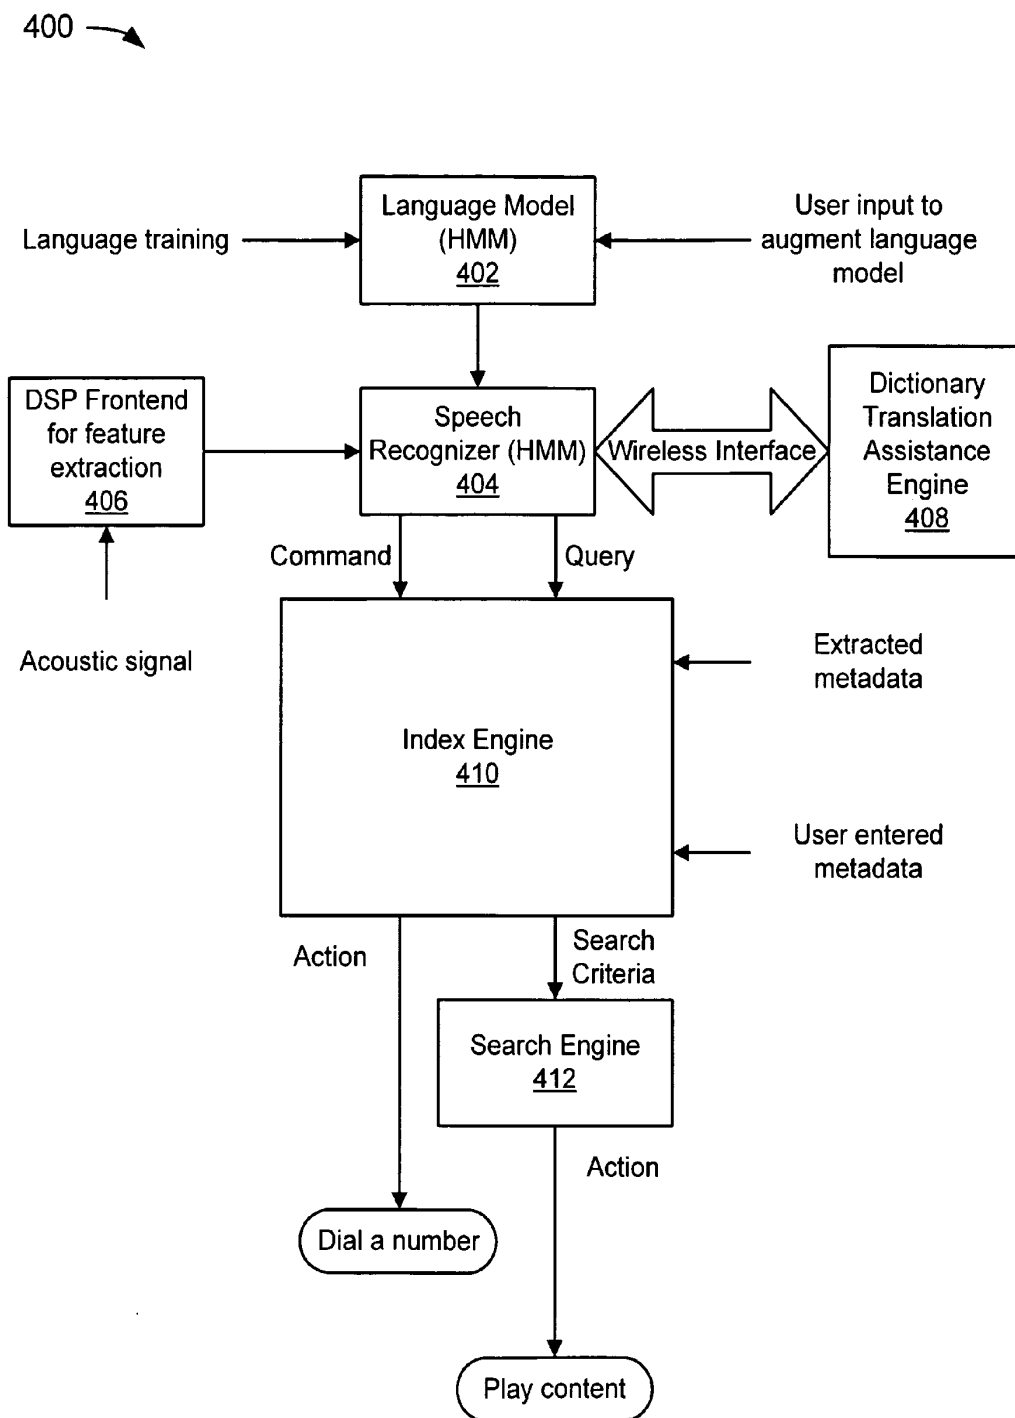 400
Language Model
(HMM)
402
Language training
User input to
augment language
model
DSP Frontend
for feature
extraction
406
Speech
Recognizer (HMM)
404
Wireless Interface
Dictionary
Translation
Assistance
Engine
408
Command
Query
Acoustic signal
Extracted
metadata
Index Engine
410
User entered
metadata
Action
Search
Criteria
Search Engine
412
Action
Dial a number
Play content